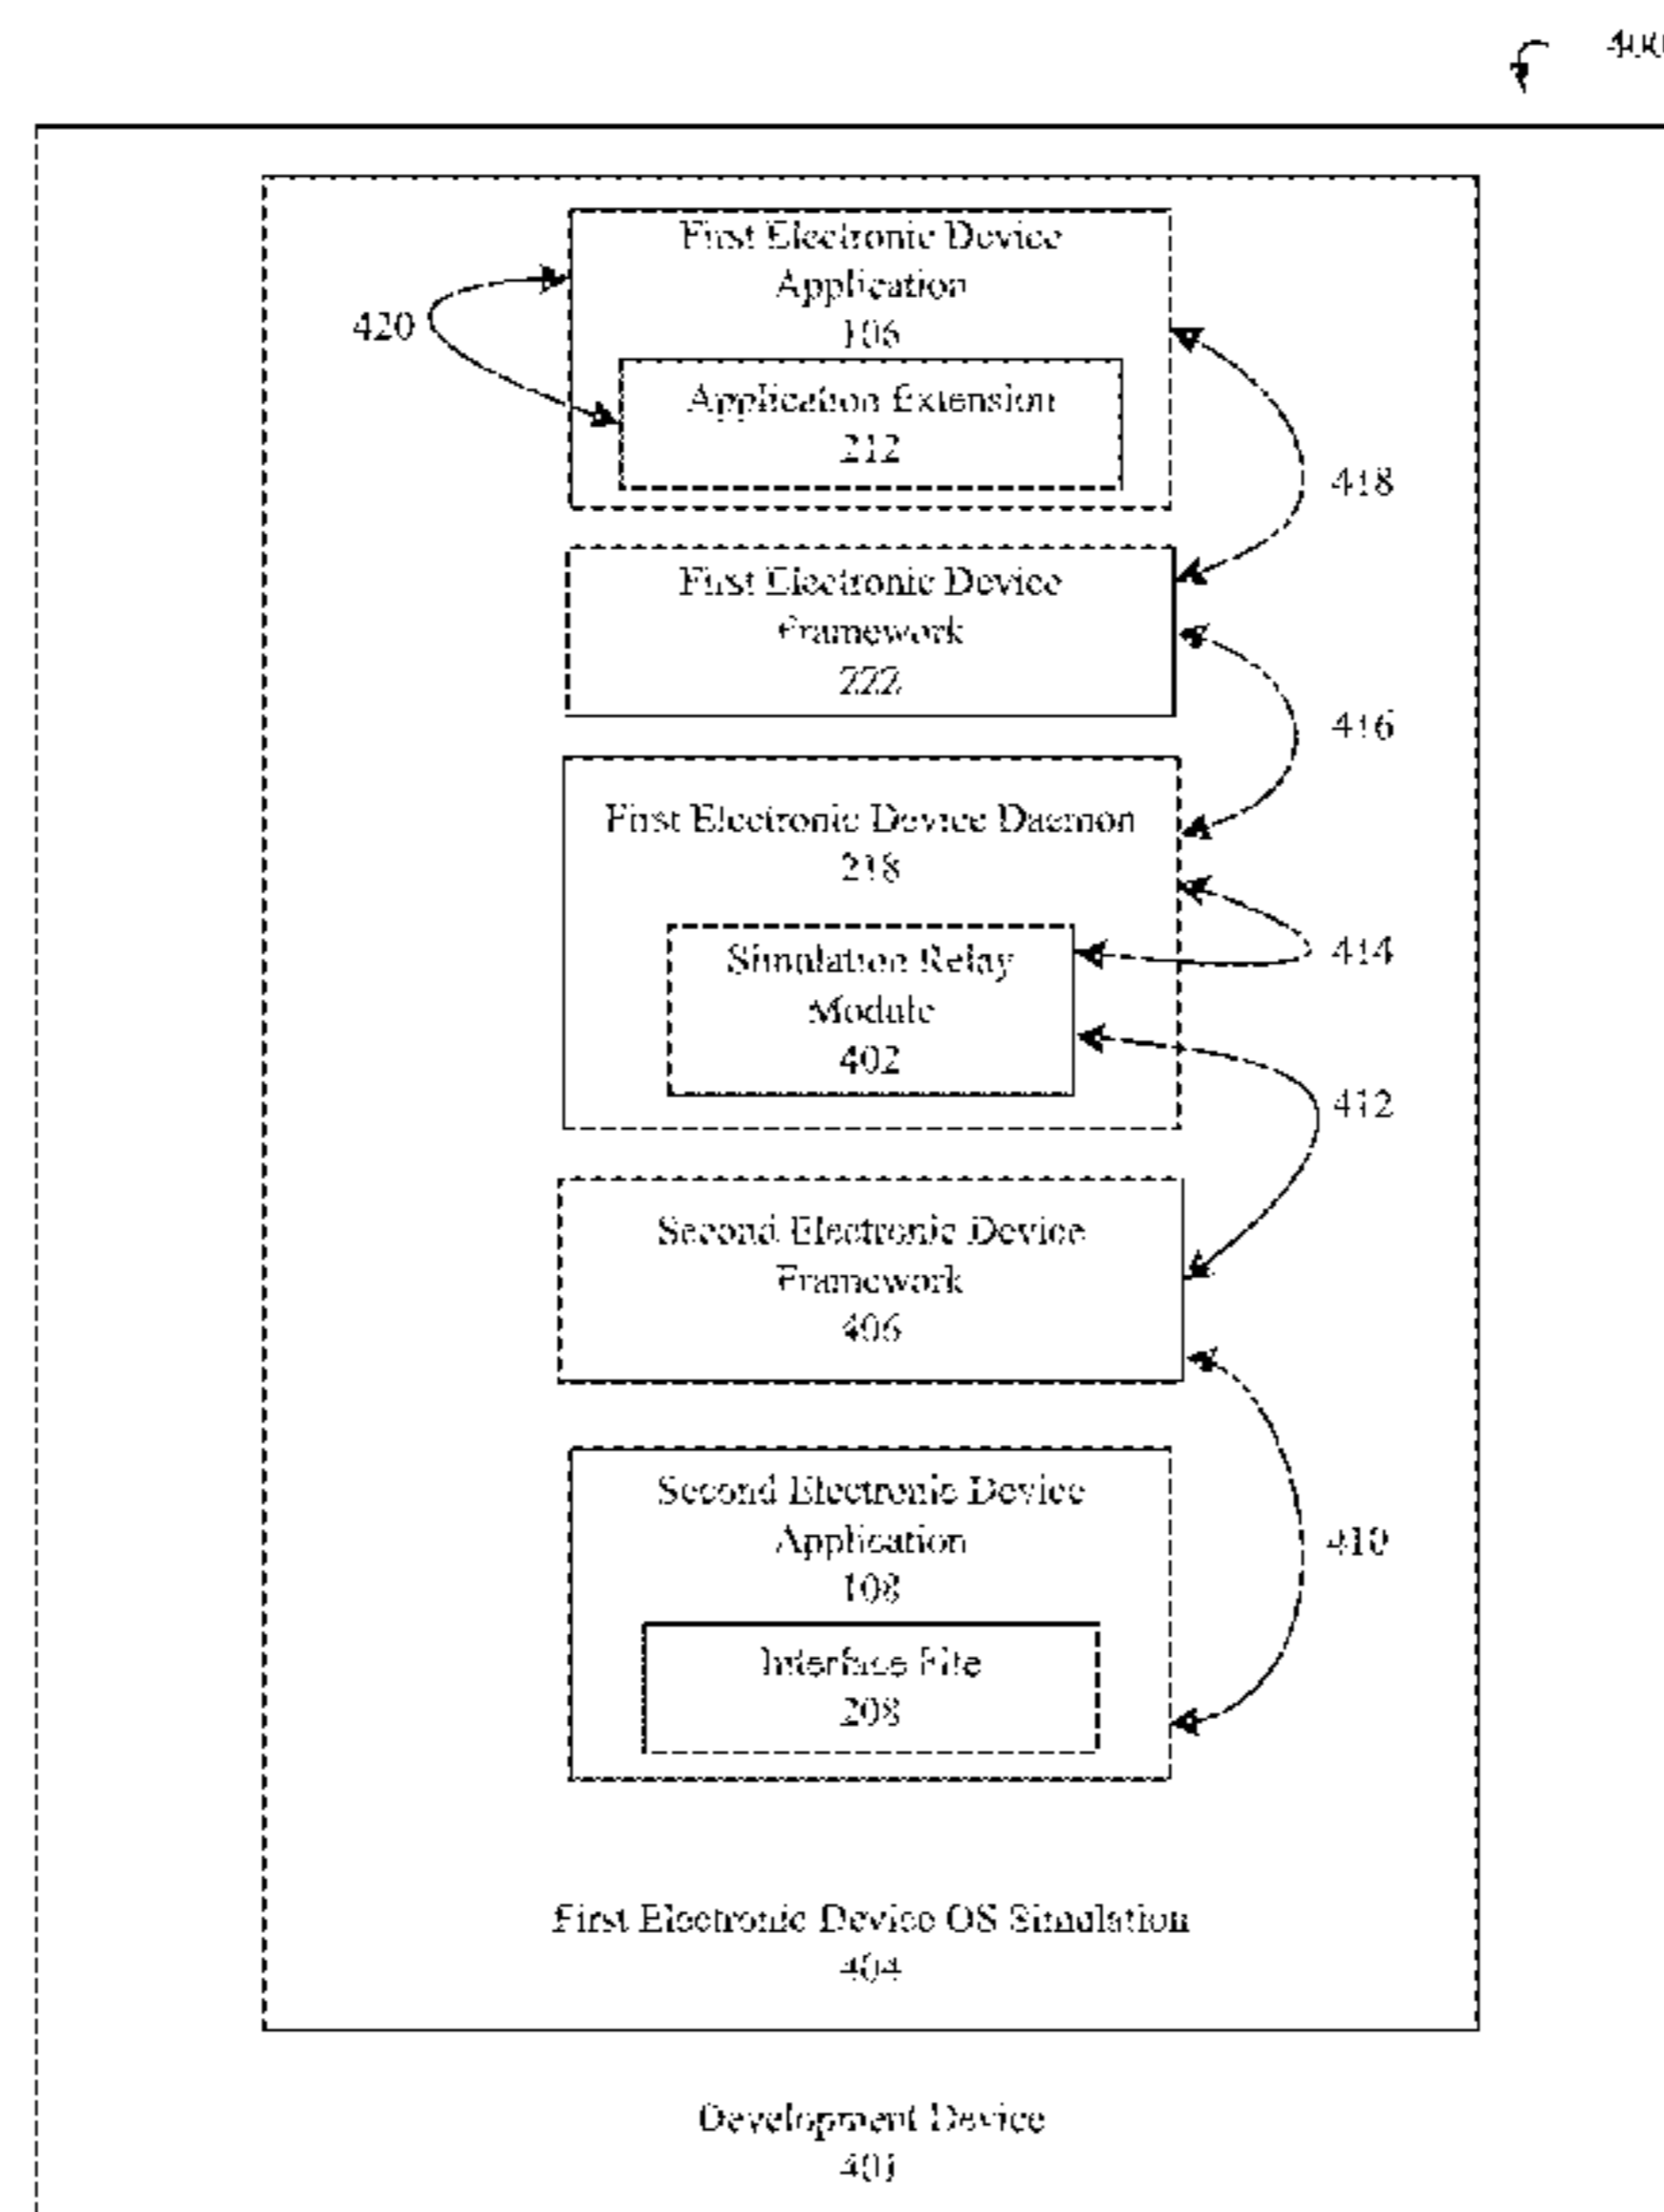 400
First Electronic Device
Application
106
420
Application Extension
212
418
First Electronic Device
Framework
222
416
First Electronic Device Daemon
218
414
Simulation Relay
Module
402
412
Second Electronic Device
Framework
406
Second Electronic Device
Application
108
410
Interface File
208
First Electronic Device OS Simulation
404
Development Device
401